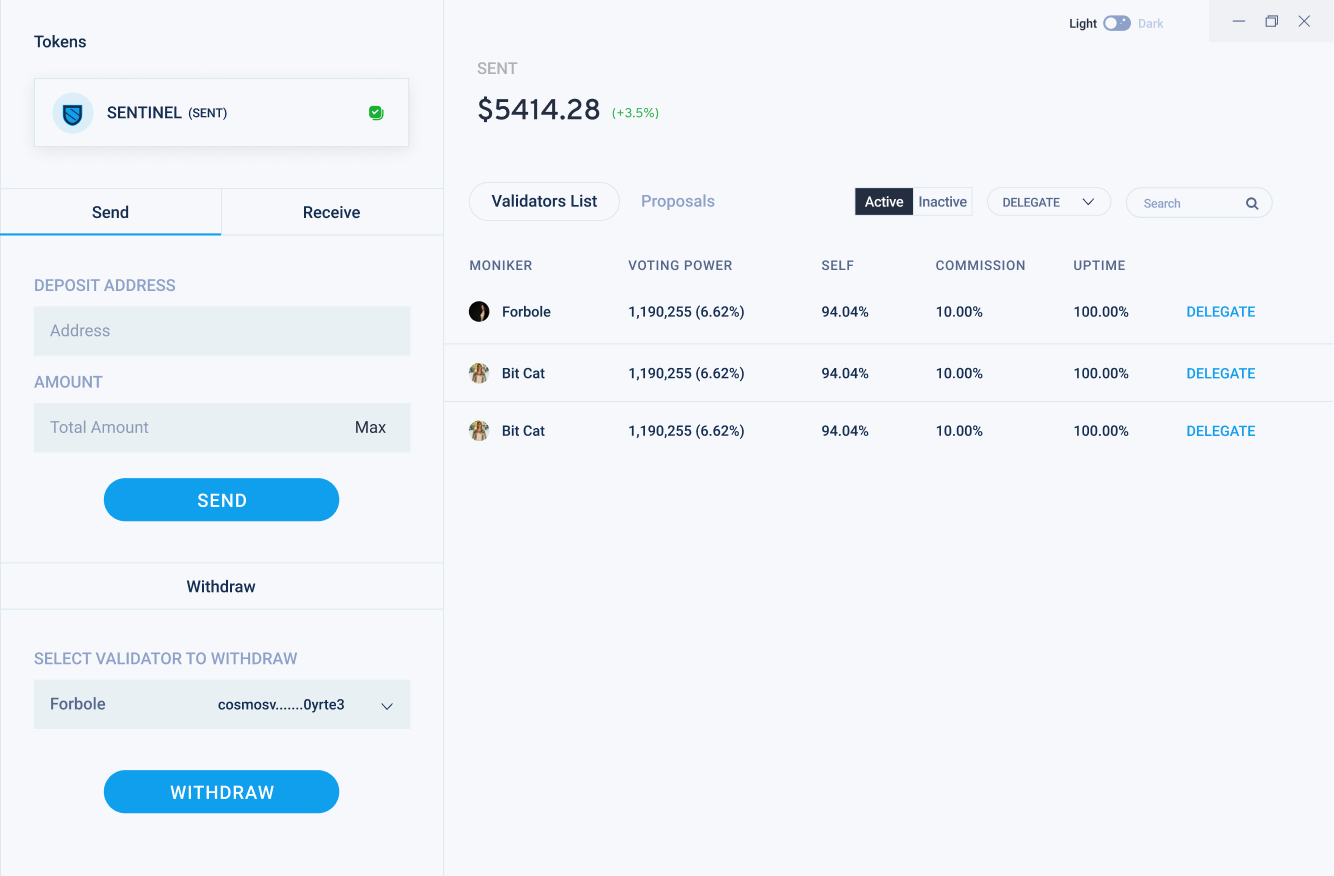 Tokens
SENTINEL (SENT)
Send
Receive
DEPOSIT ADDRESS
Address
AMOUNT
Total Amount Max
SEND
Withdraw
SELECT VALIDATOR TO WITHDRAW
Forbole cosmosv.......0yrte3
WITHDRAW
Light Dark
SENT
$5414.28 (+3.5%)
Validators List Proposals Active Inactive DELEGATE Search
MONIKER VOTING POWER SELF COMMISSION UPTIME
Forbole 1,190,255 (6.62%) 94.04% 10.00% 100.00% DELEGATE
Bit Cat 1,190,255 (6.62%) 94.04% 10.00% 100.00% DELEGATE
Bit Cat 1,190,255 (6.62%) 94.04% 10.00% 100.00% DELEGATE